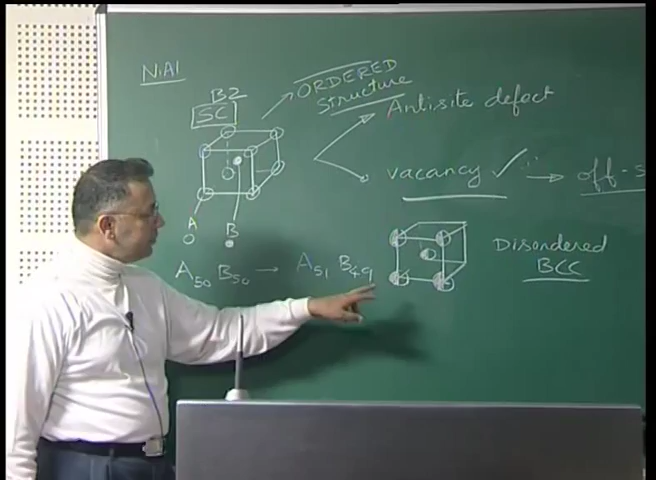 NiAl
B2
SC
ORDERED
Structure
Antisite defect
vacancy ✓
off-s
A
B
A50 B50 → A51 B49
Disordered
BCC